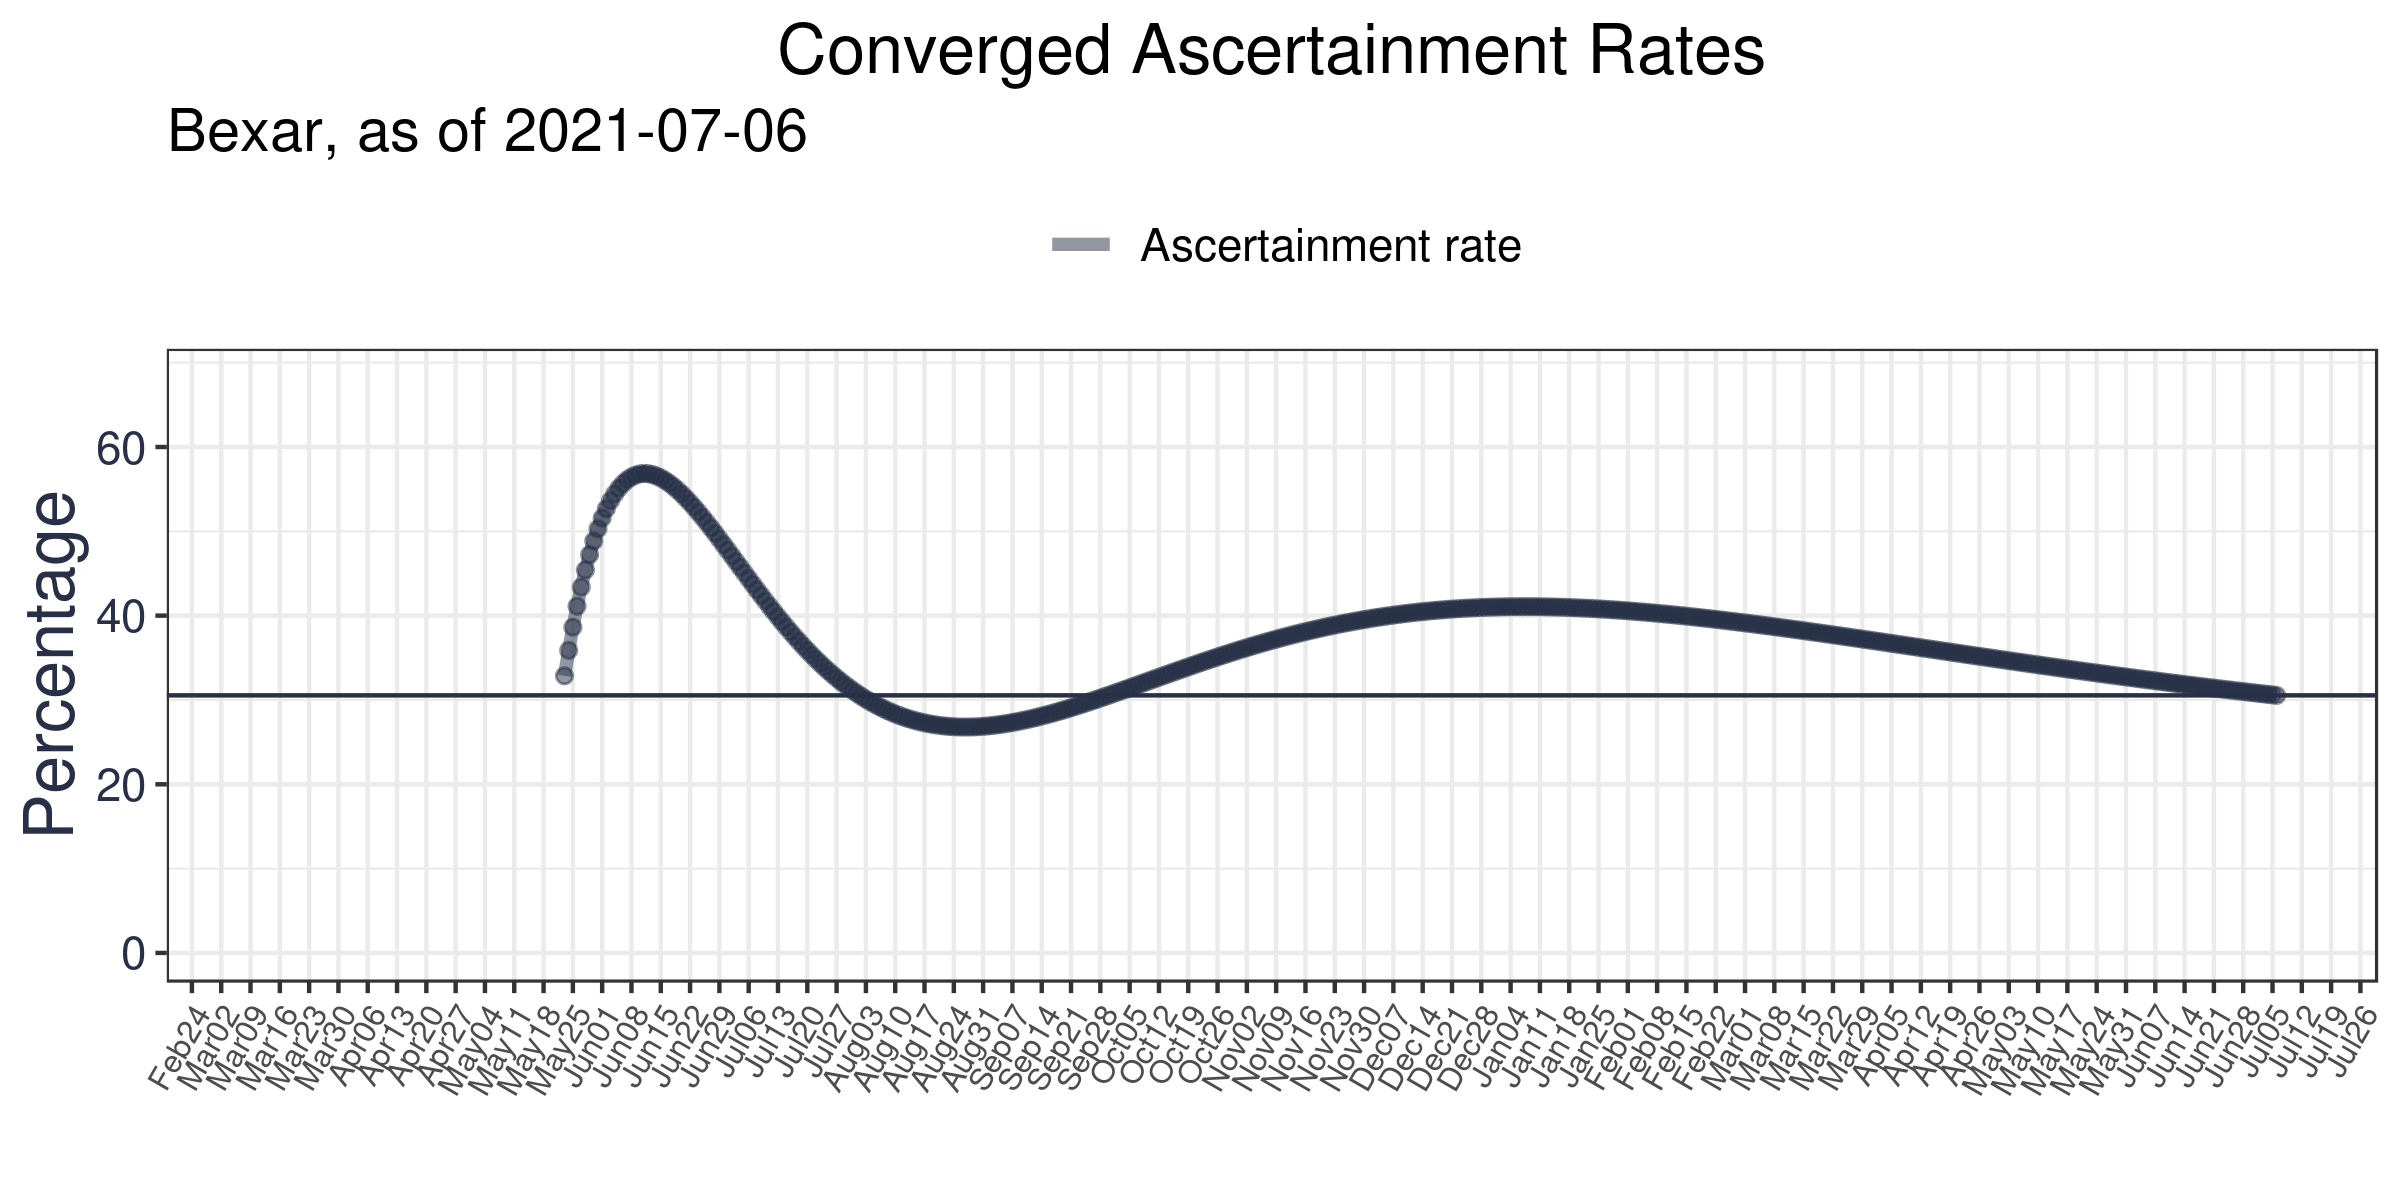 Converged Ascertainment Rates
Bexar, as of 2021-07-06
Ascertainment rate
Percentage
60
40
20
0
Feb24 Mar02 Mar09 Mar16 Mar23 Mar30 Apr06 Apr13 Apr20 Apr27 May04 May11 May18 May25 Jun01 Jun08 Jun15 Jun22 Jun29 Jul06 Jul13 Jul20 Jul27 Aug03 Aug10 Aug17 Aug24 Aug31 Sep07 Sep14 Sep21 Sep28 Oct05 Oct12 Oct19 Oct26 Nov02 Nov09 Nov16 Nov23 Nov30 Dec07 Dec14 Dec21 Dec28 Jan04 Jan11 Jan18 Jan25 Feb01 Feb08 Feb15 Feb22 Mar01 Mar08 Mar15 Mar22 Mar29 Apr05 Apr12 Apr19 Apr26 May03 May10 May17 May24 May31 Jun07 Jun14 Jun21 Jun28 Jul05 Jul12 Jul19 Jul26